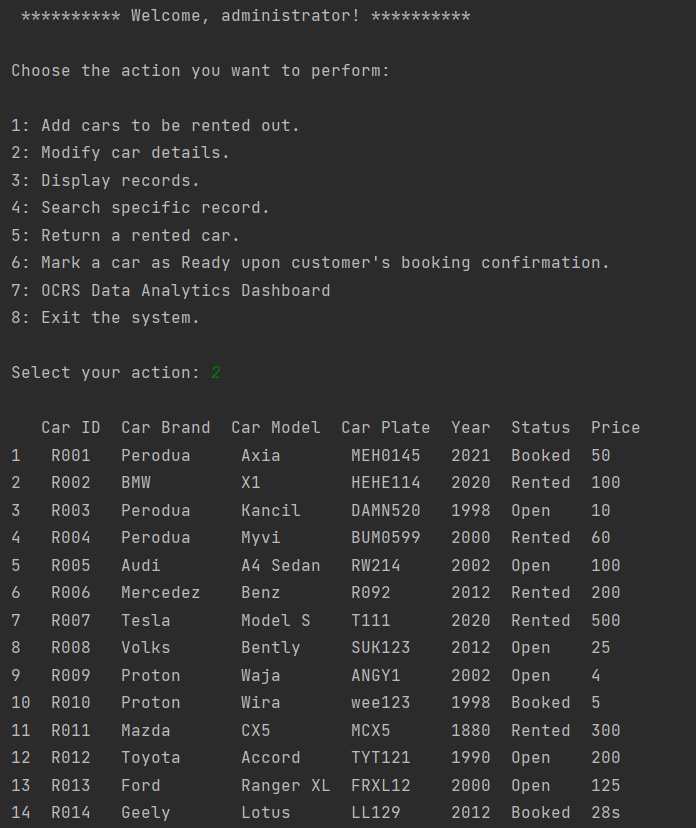 ********** Welcome, administrator! **********
Choose the action you want to perform:
1: Add cars to be rented out.
2: Modify car details.
3: Display records.
4: Search specific record.
5: Return a rented car.
6: Mark a car as Ready upon customer's booking confirmation.
7: OCRS Data Analytics Dashboard
8: Exit the system.
Select your action: 2
Car ID  Car Brand  Car Model  Car Plate  Year  Status  Price
1   R001   Perodua     Axia       MEH0145   2021  Booked  50
2   R002   BMW         X1         HEHE114   2020  Rented  100
3   R003   Perodua     Kancil     DAMN520   1998  Open    10
4   R004   Perodua     Myvi       BUM0599   2000  Rented  60
5   R005   Audi        A4 Sedan   RW214     2002  Open    100
6   R006   Mercedez    Benz       R092      2012  Rented  200
7   R007   Tesla       Model S    T111      2020  Rented  500
8   R008   Volks       Bently     SUK123    2012  Open    25
9   R009   Proton      Waja       ANGY1     2002  Open    4
10  R010   Proton      Wira       wee123    1998  Booked  5
11  R011   Mazda       CX5        MCX5      1880  Rented  300
12  R012   Toyota      Accord     TYT121    1990  Open    200
13  R013   Ford        Ranger XL  FRXL12    2000  Open    125
14  R014   Geely       Lotus      LL129     2012  Booked  28s